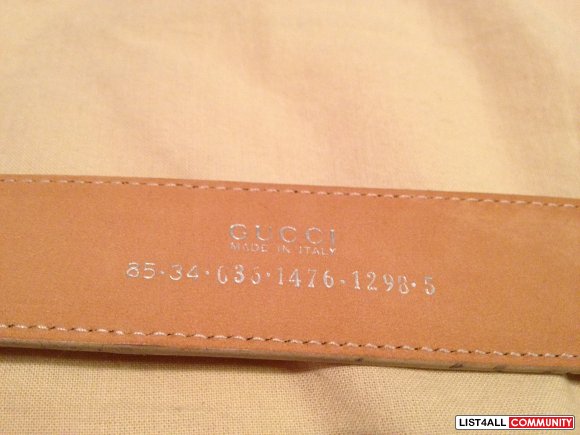 GUCCI
MADE IN ITALY
85·34·036·1476·1298·5
LIST4ALL COMMUNITY